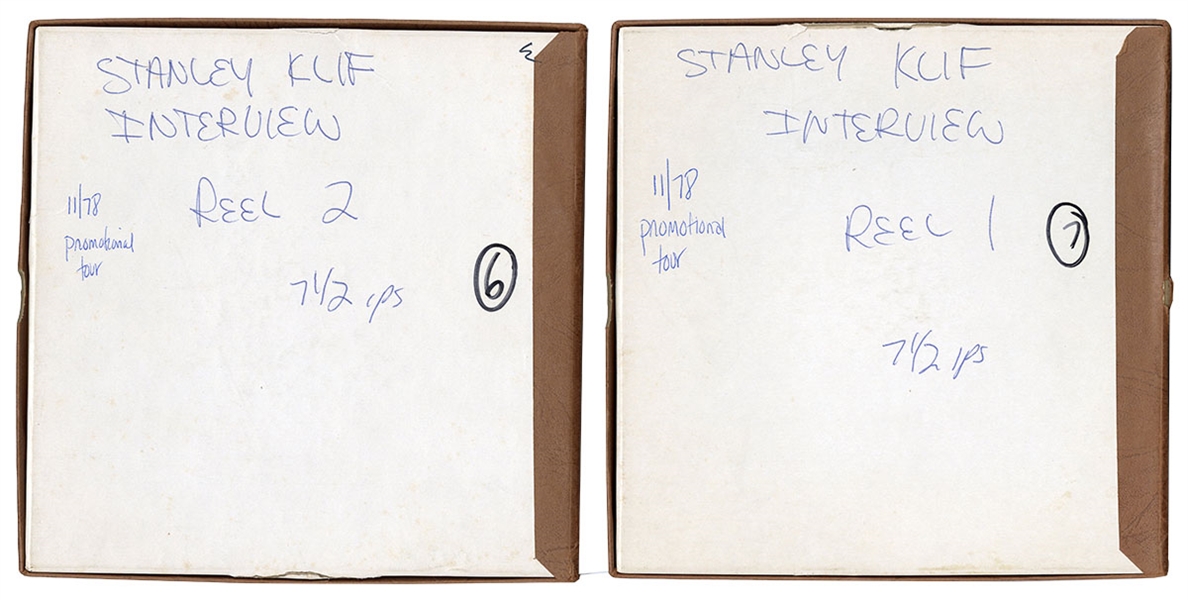 STANLEY KLIF
INTERVIEW
REEL 2
11/78
promotional
tour
7 1/2 ips
6
STANLEY KLIF
INTERVIEW
11/78
promotional
tour
REEL 1
7
7 1/2 ips